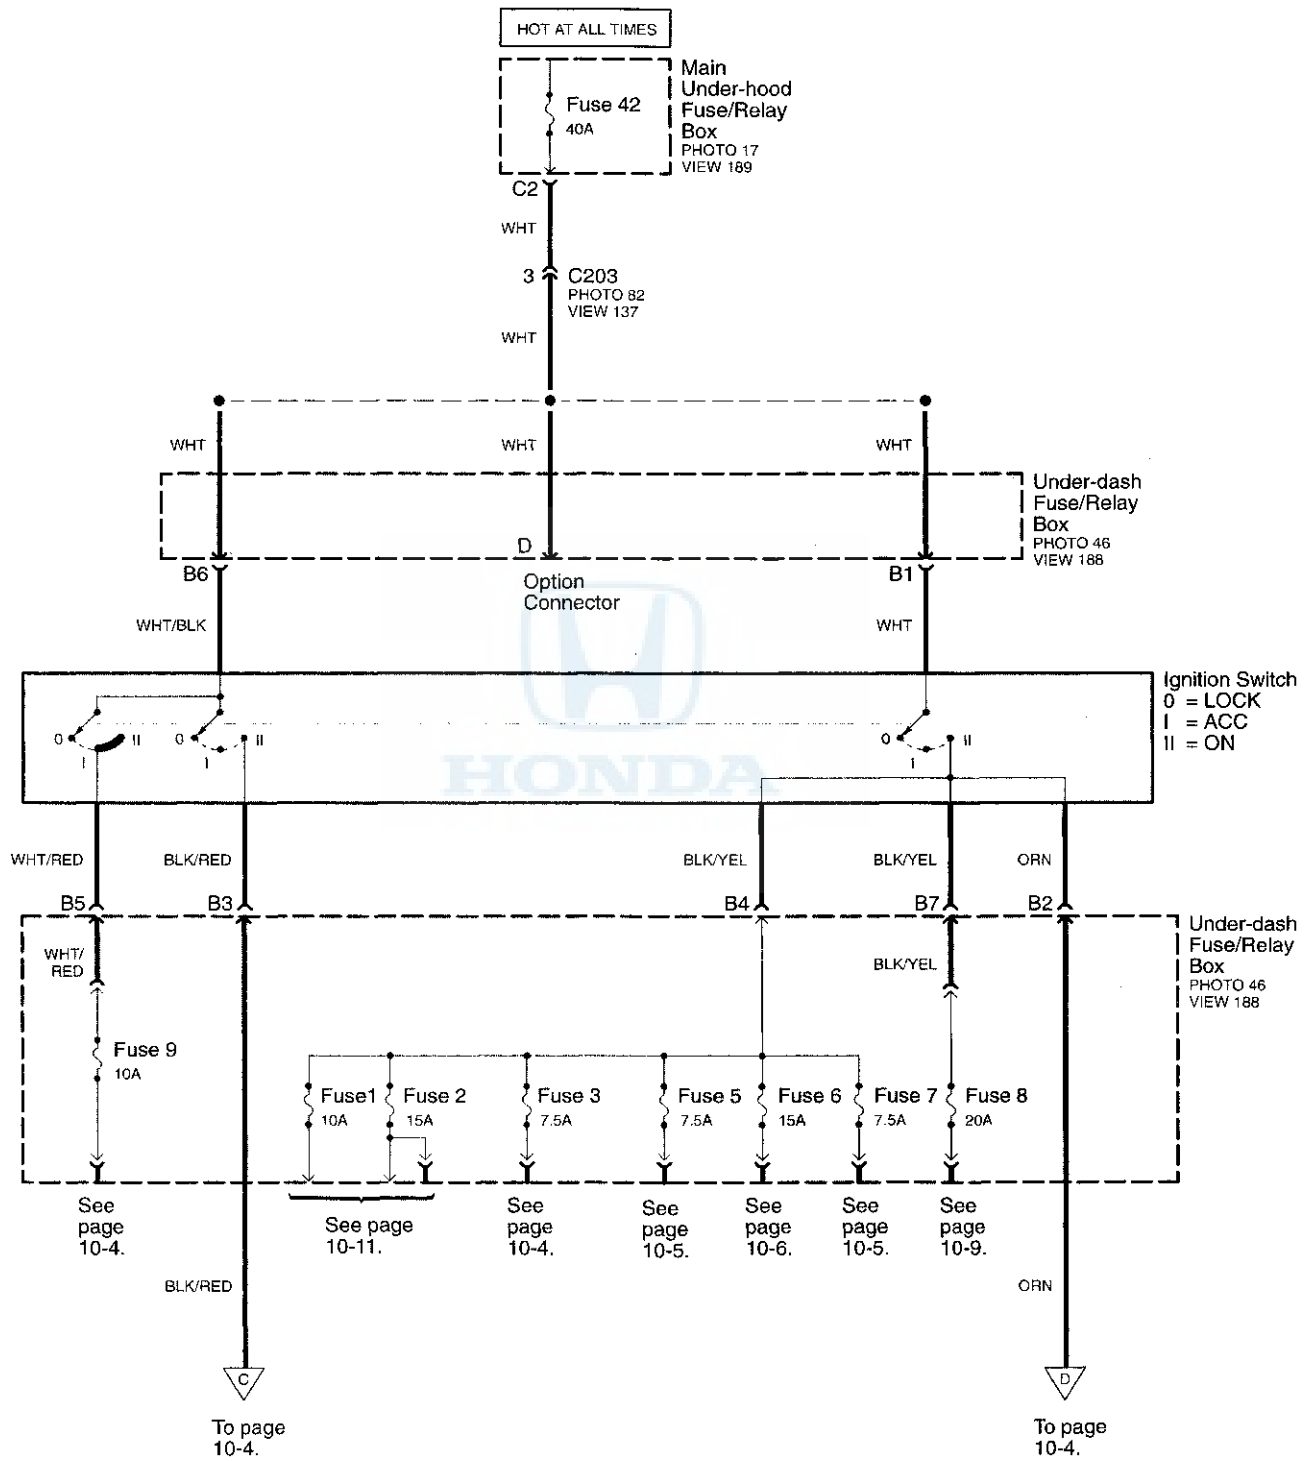 HOT AT ALL TIMES
Main
Under-hood
Fuse/Relay
Box
PHOTO 17
VIEW 189
Fuse 42
40A
C2
WHT
3
C203
PHOTO 82
VIEW 137
WHT
WHT
WHT
WHT
Under-dash
Fuse/Relay
Box
PHOTO 46
VIEW 188
D
B6
Option
Connector
B1
WHT/BLK
WHT
Ignition Switch
0 = LOCK
I = ACC
II = ON
0
I
II
0
I
II
0
I
II
HONDA
WHT/RED
BLK/RED
BLK/YEL
BLK/YEL
ORN
B5
B3
B4
B7
B2
Under-dash
Fuse/Relay
Box
PHOTO 46
VIEW 188
WHT/
RED
BLK/YEL
Fuse 9
10A
Fuse1
10A
Fuse 2
15A
Fuse 3
7.5A
Fuse 5
7.5A
Fuse 6
15A
Fuse 7
7.5A
Fuse 8
20A
See
page
10-4.
See page
10-11.
See
page
10-4.
See
page
10-5.
See
page
10-6.
See
page
10-5.
See
page
10-9.
BLK/RED
ORN
C
D
To page
10-4.
To page
10-4.